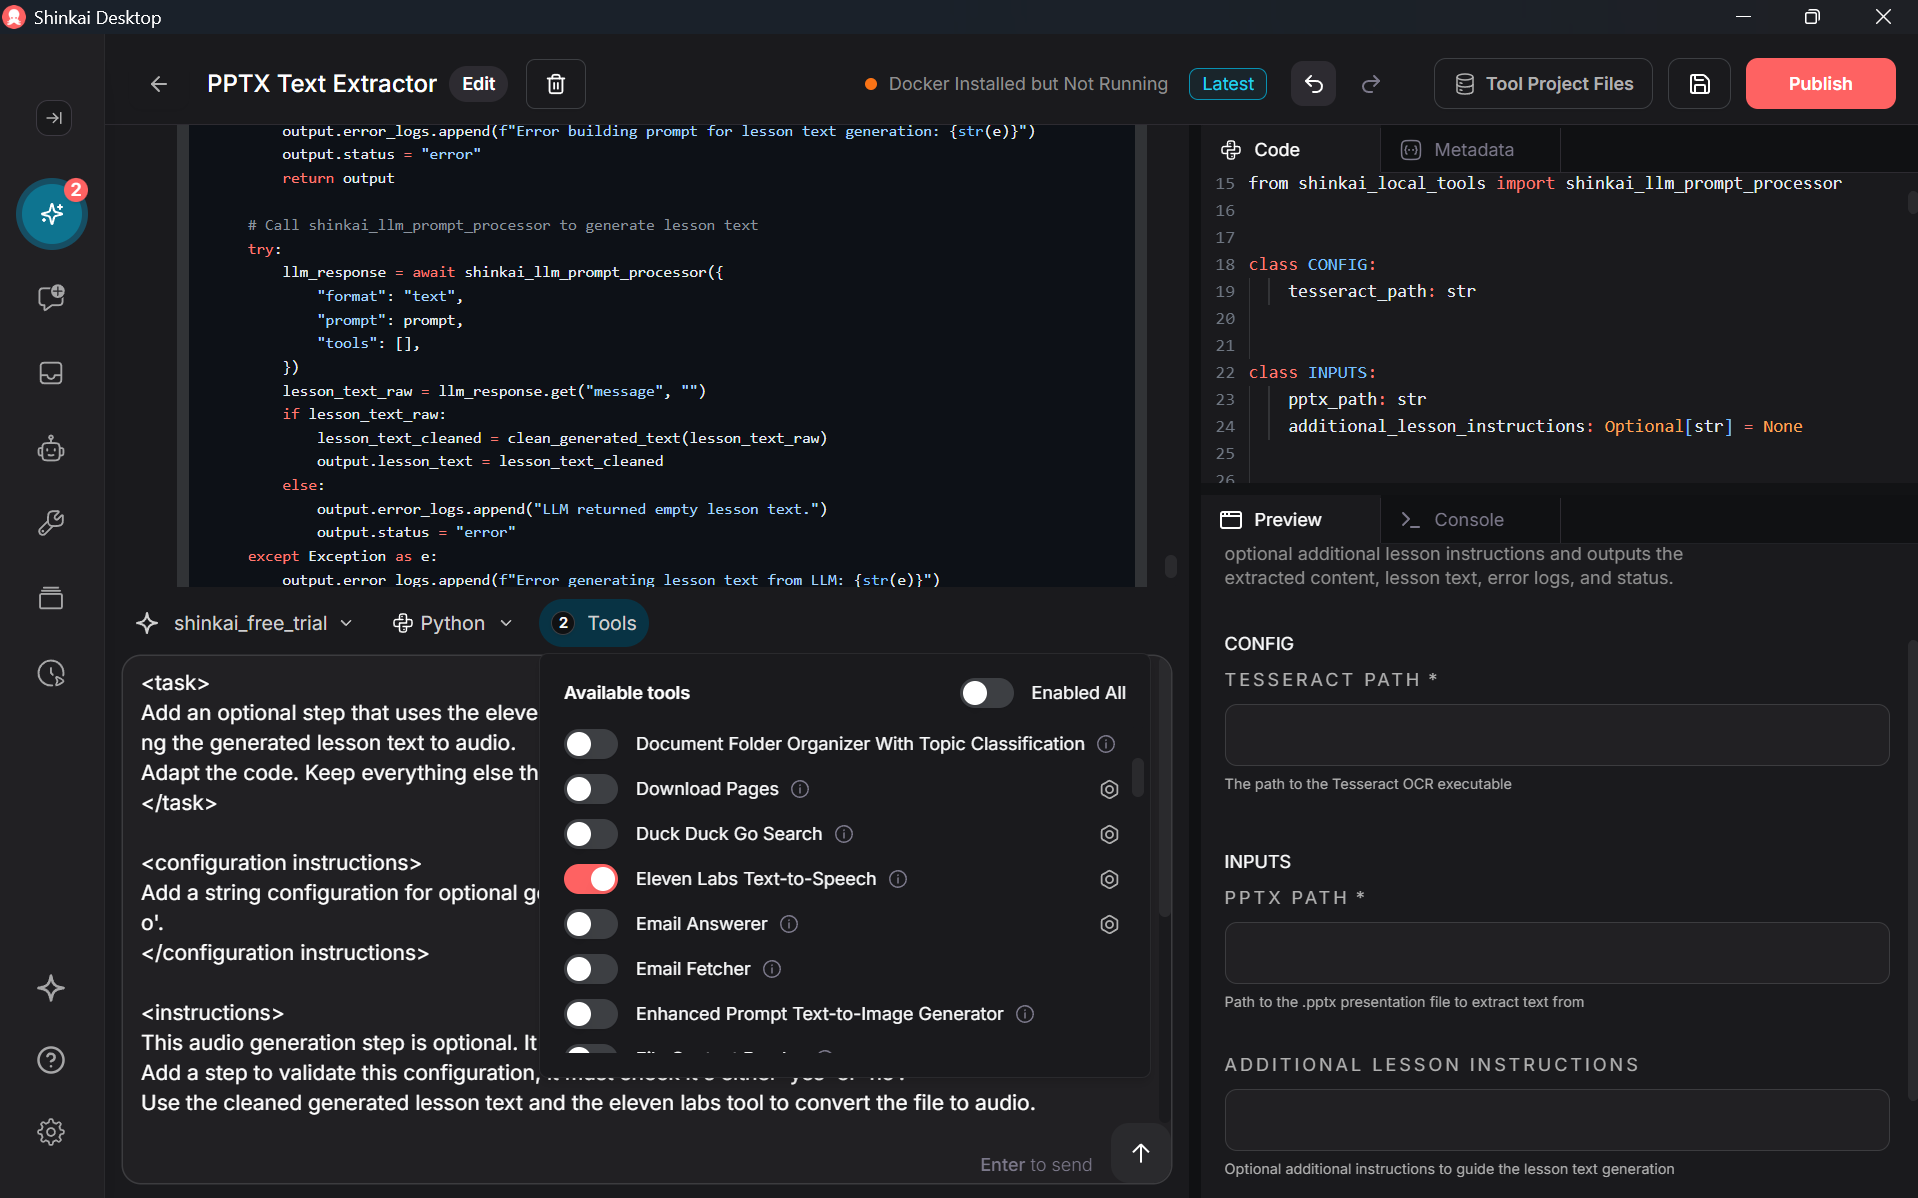 Shinkai Desktop
PPTX Text Extractor
Edit
Docker Installed but Not Running
Latest
Tool Project Files
Publish
2
output.error_logs.append(f"Error building prompt for lesson text generation: {str(e)}")
output.status = "error"
return output
# Call shinkai_llm_prompt_processor to generate lesson text
try:
llm_response = await shinkai_llm_prompt_processor({
"format": "text",
"prompt": prompt,
"tools": [],
})
lesson_text_raw = llm_response.get("message", "")
if lesson_text_raw:
lesson_text_cleaned = clean_generated_text(lesson_text_raw)
output.lesson_text = lesson_text_cleaned
else:
output.error_logs.append("LLM returned empty lesson text.")
output.status = "error"
except Exception as e:
output.error_logs.append(f"Error generating lesson text from LLM: {str(e)}")
shinkai_free_trial
Python
2 Tools
<task>
Add an optional step that uses the eleve
ng the generated lesson text to audio.
Adapt the code. Keep everything else th
</task>
<configuration instructions>
Add a string configuration for optional g
o'.
</configuration instructions>
<instructions>
This audio generation step is optional. It
Add a step to validate this configuration,
Use the cleaned generated lesson text and the eleven labs tool to convert the file to audio.
Enter to send
Available tools
Enabled All
Document Folder Organizer With Topic Classification
Download Pages
Duck Duck Go Search
Eleven Labs Text-to-Speech
Email Answerer
Email Fetcher
Enhanced Prompt Text-to-Image Generator
Code
Metadata
15 from shinkai_local_tools import shinkai_llm_prompt_processor
16
17
18 class CONFIG:
19 tesseract_path: str
20
21
22 class INPUTS:
23 pptx_path: str
24 additional_lesson_instructions: Optional[str] = None
25
26
Preview
Console
optional additional lesson instructions and outputs the
extracted content, lesson text, error logs, and status.
CONFIG
TESSERACT PATH *
The path to the Tesseract OCR executable
INPUTS
PPTX PATH *
Path to the .pptx presentation file to extract text from
ADDITIONAL LESSON INSTRUCTIONS
Optional additional instructions to guide the lesson text generation